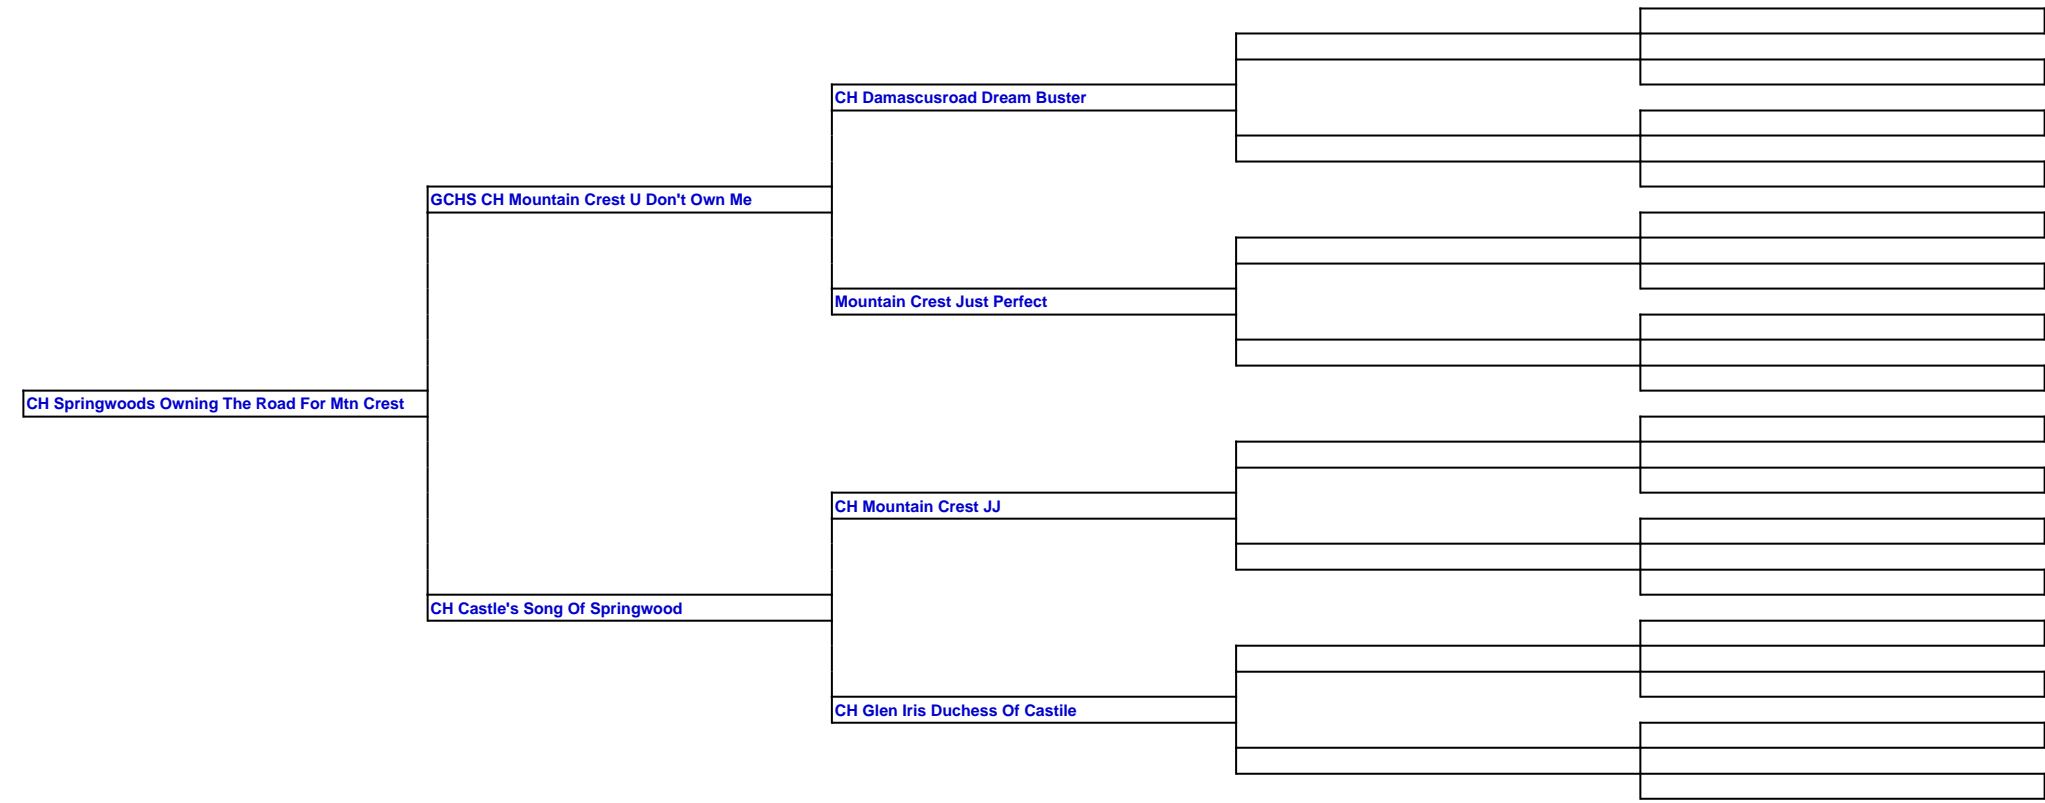 CH Damascusroad Dream Buster
GCHS CH Mountain Crest U Don't Own Me
Mountain Crest Just Perfect
CH Springwoods Owning The Road For Mtn Crest
CH Mountain Crest JJ
CH Castle's Song Of Springwood
CH Glen Iris Duchess Of Castile